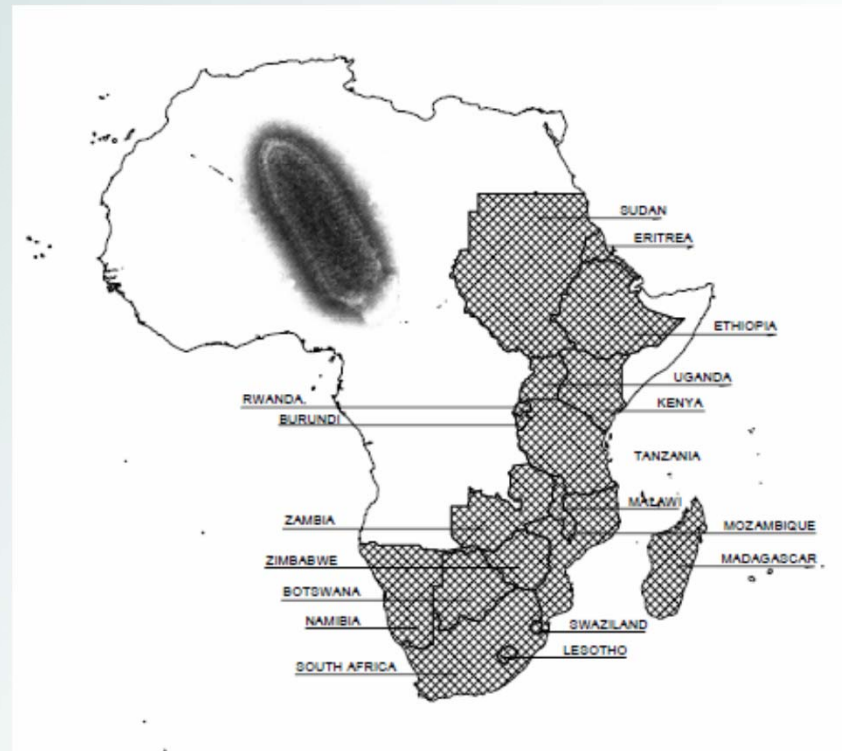 SUDAN
ERITREA
ETHIOPIA
UGANDA
RWANDA.
KENYA
BURUNDI
TANZANIA
MALAWI
ZAMBIA
MOZAMBIQUE
ZIMBABWE
MADAGASCAR
BOTSWANA
NAMIBIA
SWAZILAND
LESOTHO
SOUTH AFRICA